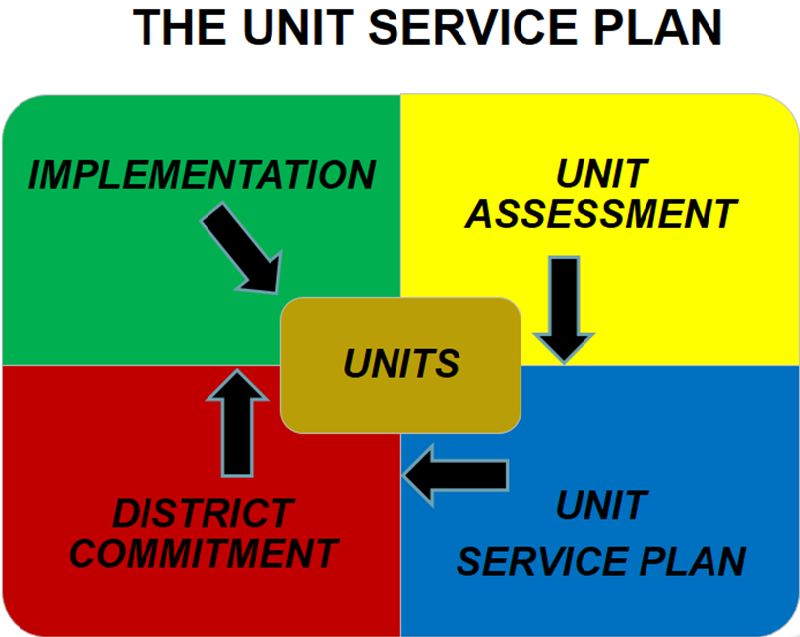 THE UNIT SERVICE PLAN
IMPLEMENTATION
UNIT
ASSESSMENT
UNITS
DISTRICT
COMMITMENT
UNIT
SERVICE PLAN